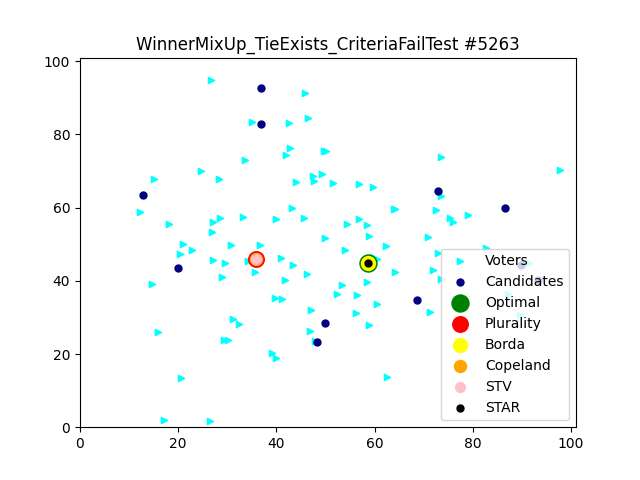 WinnerMixUp_TieExists_CriteriaFailTest #5263
100
80
60
40
20
0
0 20 40 60 80 100
Voters
Candidates
Optimal
Plurality
Borda
Copeland
STV
STAR